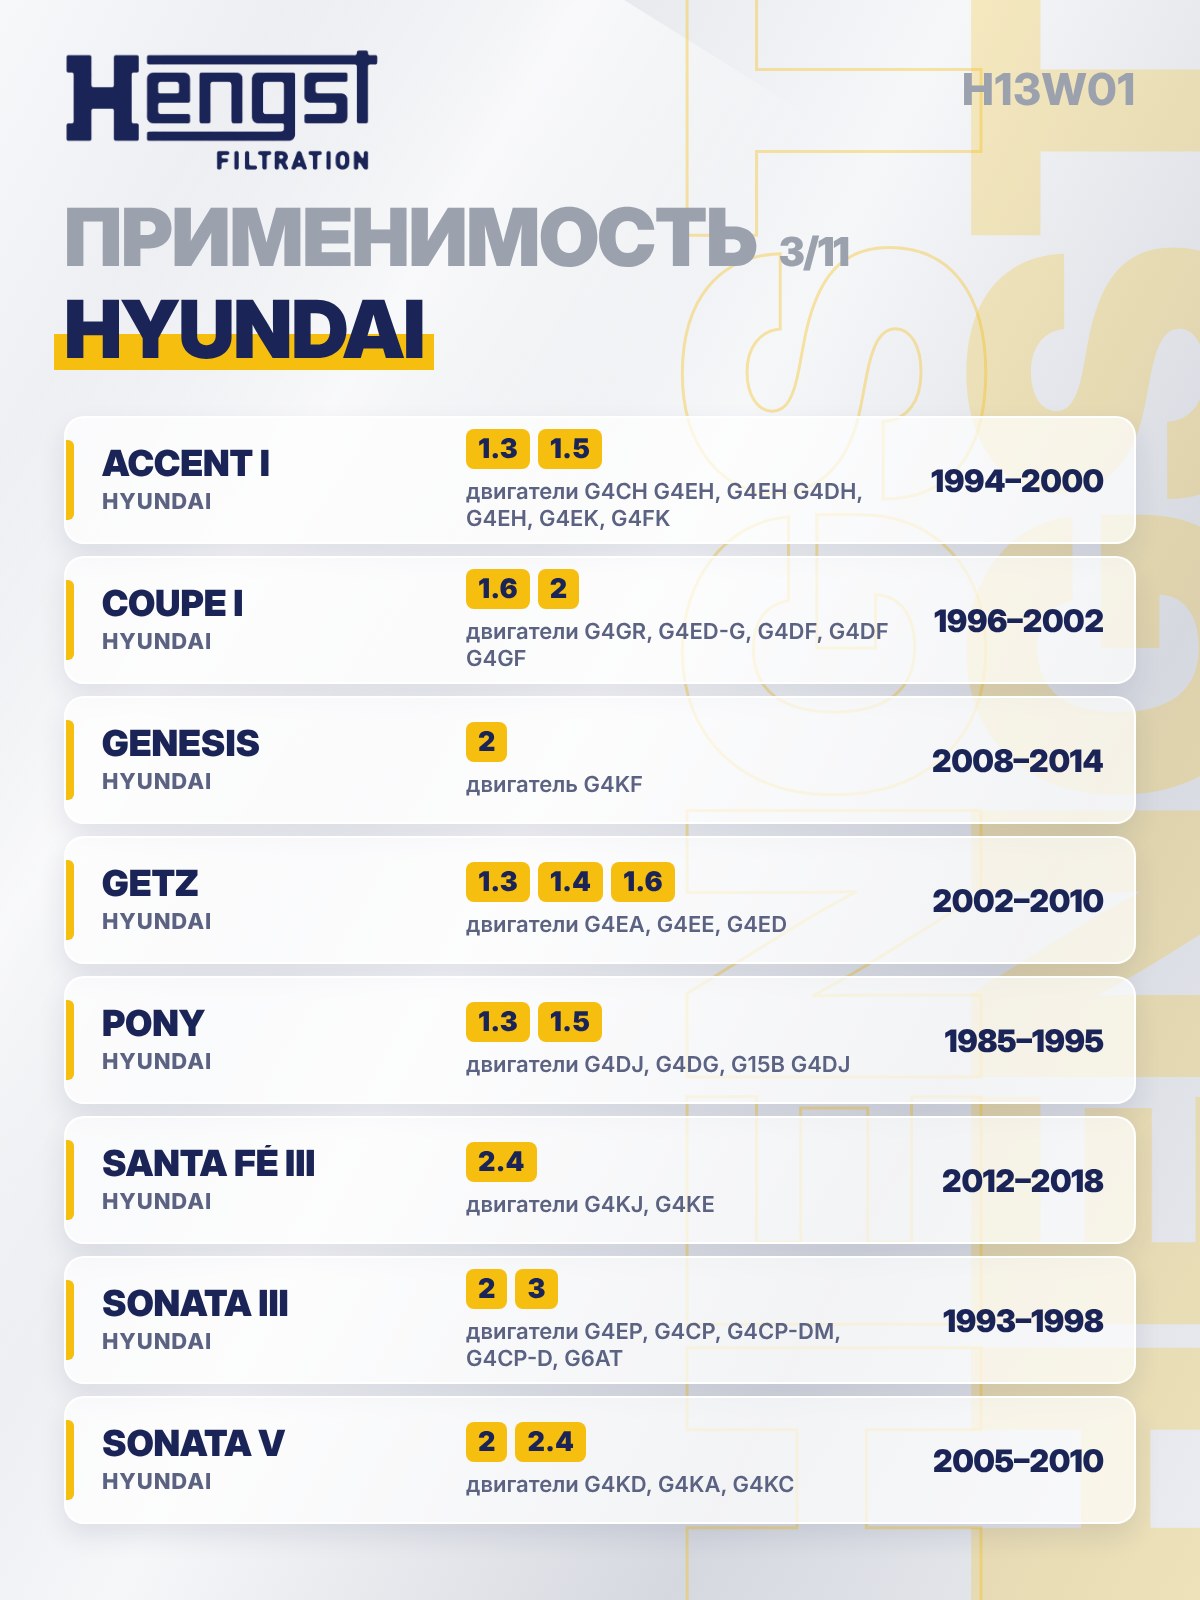 Hengst
FILTRATION
H13W01
ПРИМЕНИМОСТЬ 3/11
HYUNDAI
ACCENT I
HYUNDAI
1.3 1.5
двигатели G4CH G4EH, G4EH G4DH,
G4EH, G4EK, G4FK
1994–2000
COUPE I
HYUNDAI
1.6 2
двигатели G4GR, G4ED-G, G4DF, G4DF
G4GF
1996–2002
GENESIS
HYUNDAI
2
двигатель G4KF
2008–2014
GETZ
HYUNDAI
1.3 1.4 1.6
двигатели G4EA, G4EE, G4ED
2002–2010
PONY
HYUNDAI
1.3 1.5
двигатели G4DJ, G4DG, G15B G4DJ
1985–1995
SANTA FÉ III
HYUNDAI
2.4
двигатели G4KJ, G4KE
2012–2018
SONATA III
HYUNDAI
2 3
двигатели G4EP, G4CP, G4CP-DM,
G4CP-D, G6AT
1993–1998
SONATA V
HYUNDAI
2 2.4
двигатели G4KD, G4KA, G4KC
2005–2010
HENGST
HENGST